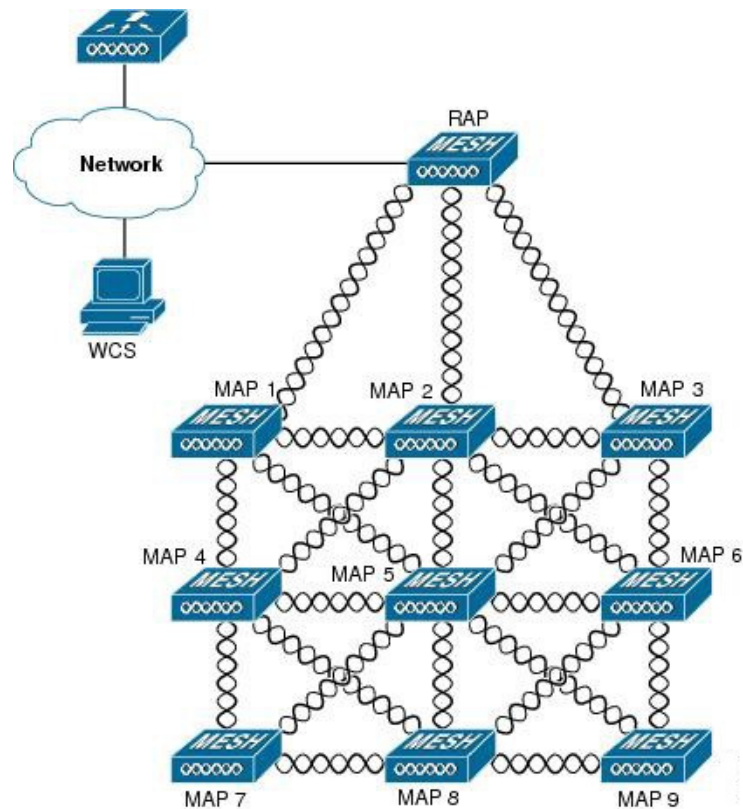 RAP
MESH
Network
WCS
MAP 1
MAP 2
MAP 3
MESH
MESH
MESH
MAP 4
MAP 5
MAP 6
MESH
MESH
MESH
MESH
MESH
MESH
MAP 7
MAP 8
MAP 9